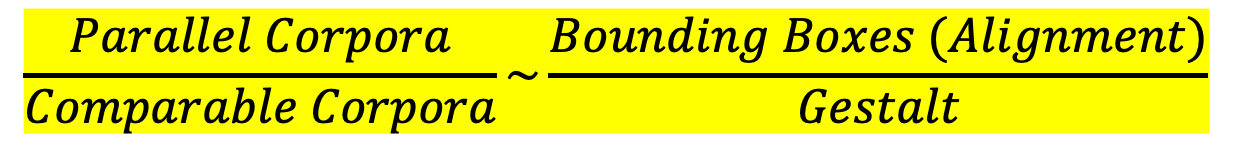 Parallel Corpora
Comparable Corpora
~
Bounding Boxes (Alignment)
Gestalt